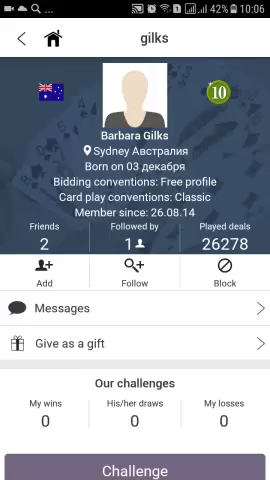 42% 10:06
gilks
10
Barbara Gilks
Sydney Австралия
Born on 03 декабря
Bidding conventions: Free profile
Card play conventions: Classic
Member since: 26.08.14
Friends Followed by Played deals
2 1 26278
Add Follow Block
Messages
Give as a gift
Our challenges
My wins His/her draws My losses
0 0 0
Challenge